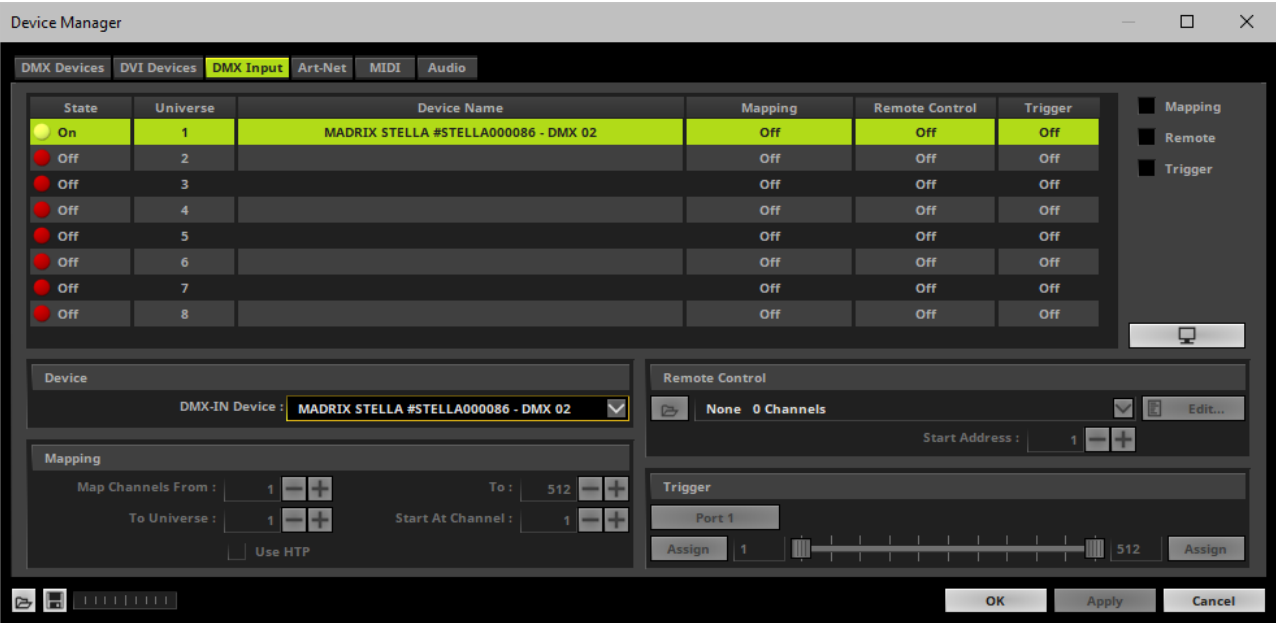 Device Manager
DMX Devices DVI Devices DMX Input Art-Net MIDI Audio
State Universe Device Name Mapping Remote Control Trigger
On 1 MADRIX STELLA #STELLA000086 - DMX 02 Off Off Off
Off 2 Off Off Off
Off 3 Off Off Off
Off 4 Off Off Off
Off 5 Off Off Off
Off 6 Off Off Off
Off 7 Off Off Off
Off 8 Off Off Off
Mapping
Remote
Trigger
Device
DMX-IN Device : MADRIX STELLA #STELLA000086 - DMX 02
Mapping
Map Channels From : 1 To : 512
To Universe : 1 Start At Channel : 1
Use HTP
Remote Control
None 0 Channels Edit...
Start Address : 1
Trigger
Port 1
Assign 1 512 Assign
OK Apply Cancel